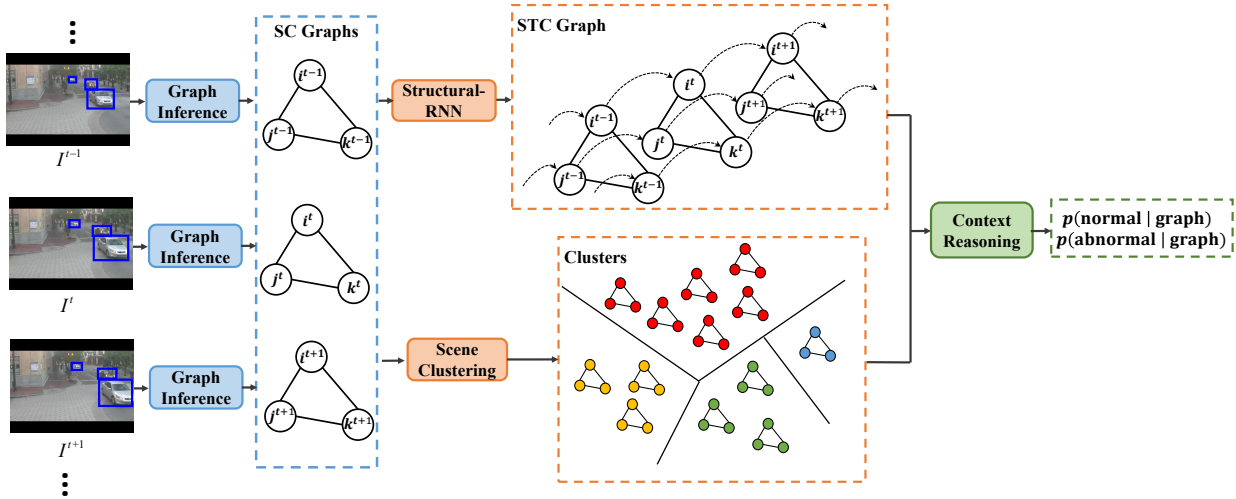 SC Graphs
STC Graph
Graph
Inference
i^{t-1}
j^{t-1}
k^{t-1}
Structural-
RNN
i^{t-1}
j^{t-1}
k^{t-1}
i^t
j^t
k^t
i^{t+1}
j^{t+1}
k^{t+1}
I^{t-1}
Graph
Inference
i^t
j^t
k^t
I^t
Context
Reasoning
p(normal | graph)
p(abnormal | graph)
Clusters
Graph
Inference
i^{t+1}
j^{t+1}
k^{t+1}
Scene
Clustering
I^{t+1}